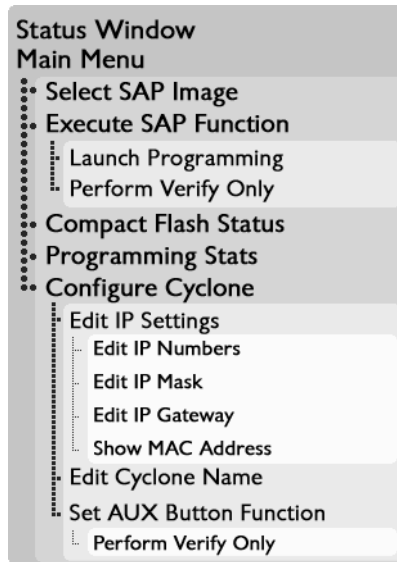 Status Window
Main Menu
Select SAP Image
Execute SAP Function
Launch Programming
Perform Verify Only
Compact Flash Status
Programming Stats
Configure Cyclone
Edit IP Settings
Edit IP Numbers
Edit IP Mask
Edit IP Gateway
Show MAC Address
Edit Cyclone Name
Set AUX Button Function
Perform Verify Only